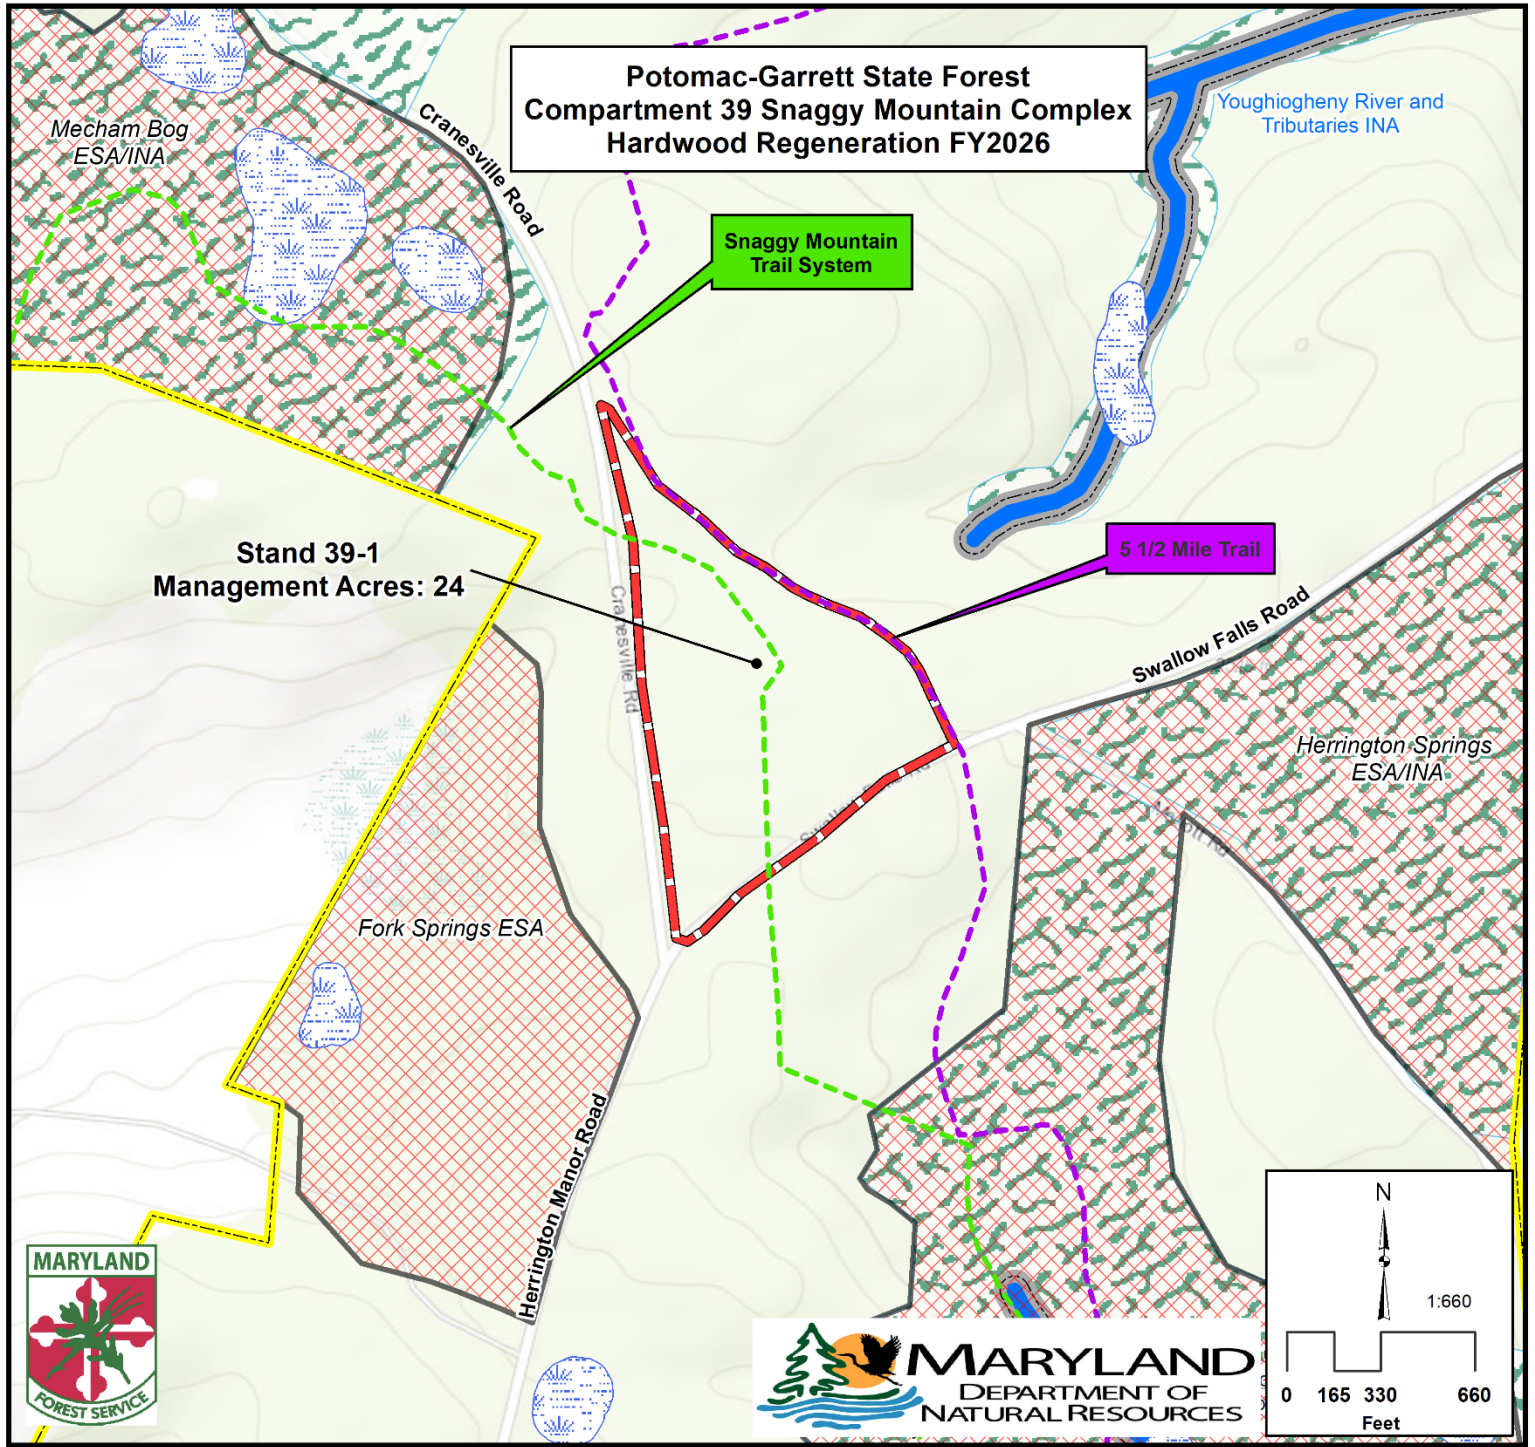 Potomac-Garrett State Forest
Compartment 39 Snaggy Mountain Complex
Hardwood Regeneration FY2026
Mecham Bog
ESA/INA
Cranesville Road
Youghiogheny River and
Tributaries INA
Snaggy Mountain
Trail System
Stand 39-1
Management Acres: 24
5 1/2 Mile Trail
Cranesville Rd
Swallow Falls Road
Herrington Springs
ESA/INA
Fork Springs ESA
Herrington Manor Road
N
1:660
0 165 330 660
Feet
MARYLAND
FOREST SERVICE
MARYLAND
DEPARTMENT OF
NATURAL RESOURCES